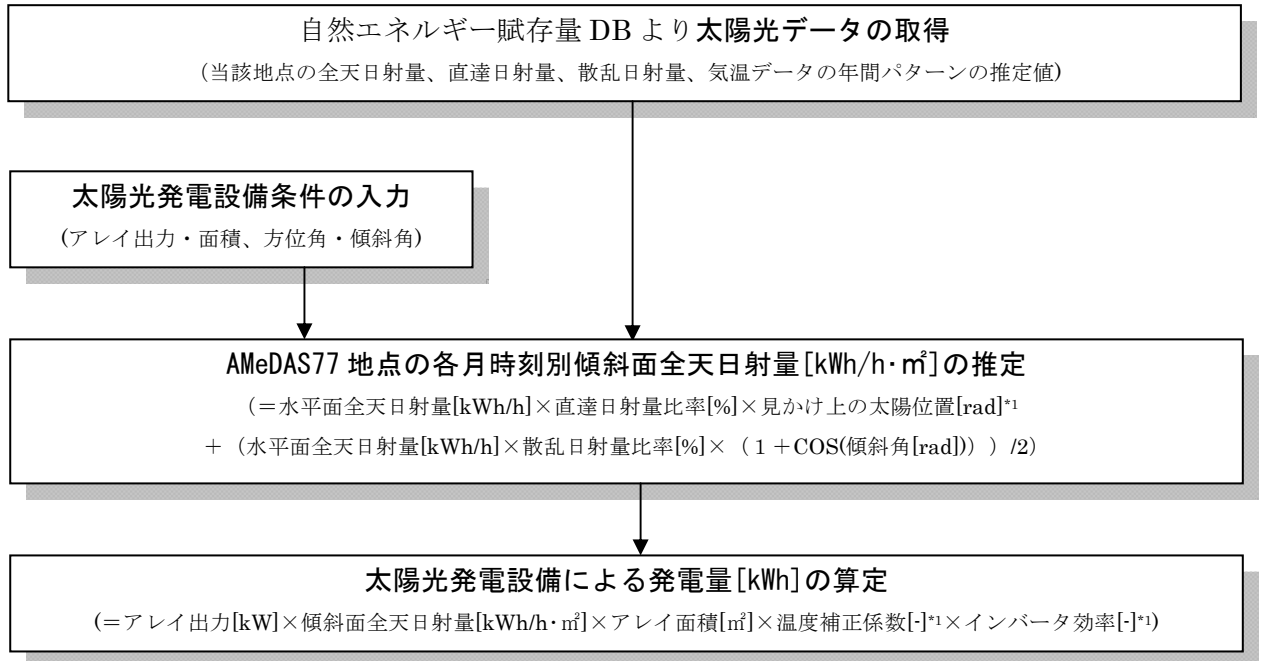 自然エネルギー賦存量 DB より太陽光データの取得
(当該地点の全天日射量、直達日射量、散乱日射量、気温データの年間パターンの推定値)
太陽光発電設備条件の入力
(アレイ出力・面積、方位角・傾斜角)
AMeDAS77 地点の各月時刻別傾斜面全天日射量[kWh/h・㎡]の推定
(＝水平面全天日射量[kWh/h]×直達日射量比率[%]×見かけ上の太陽位置[rad]*1
＋（水平面全天日射量[kWh/h]×散乱日射量比率[%]×（１＋COS(傾斜角[rad])））/2)
太陽光発電設備による発電量[kWh]の算定
(＝アレイ出力[kW]×傾斜面全天日射量[kWh/h・㎡]×アレイ面積[㎡]×温度補正係数[-]*1×インバータ効率[-]*1)